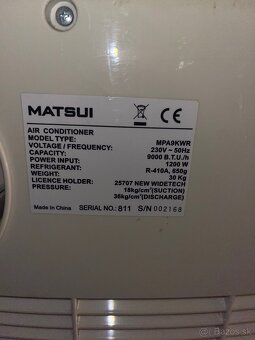 MATSUI
CE
AIR CONDITIONER
MODEL TYPE: MPA9KWR
VOLTAGE / FREQUENCY: 230V ~ 50Hz
CAPACITY: 9000 B.T.U./h
POWER INPUT: 1200 W
REFRIGERANT: R-410A, 650g
WEIGHT: 30 Kg
LICENCE HOLDER: 25707 NEW WIDETECH
PRESSURE: 18kg/cm²(SUCTION)
36kg/cm²(DISCHARGE)
Made in China SERIAL NO.: 811 S/N 002168
bazos.sk